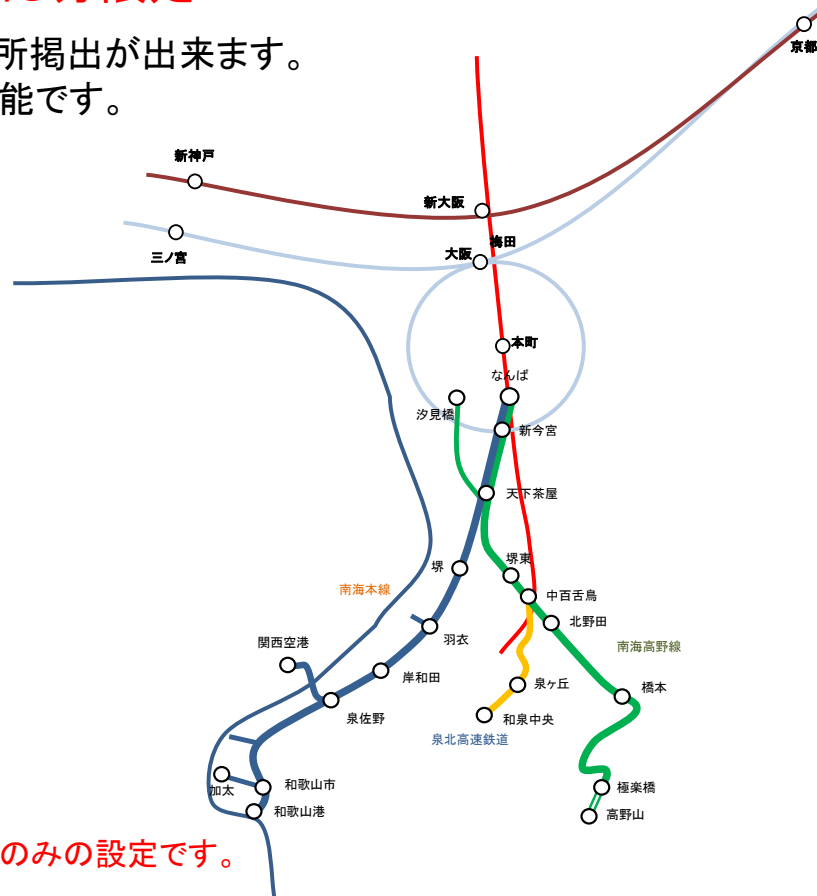 所掲出が出来ます。
能です。
京都
新神戸
新大阪
三ノ宮
梅田
大阪
本町
なんば
汐見橋
新今宮
天下茶屋
堺東
堺
南海本線
中百舌鳥
北野田
羽衣
関西空港
南海高野線
岸和田
泉ヶ丘
橋本
泉佐野
和泉中央
泉北高速鉄道
加太
和歌山市
極楽橋
和歌山港
高野山
のみの設定です。